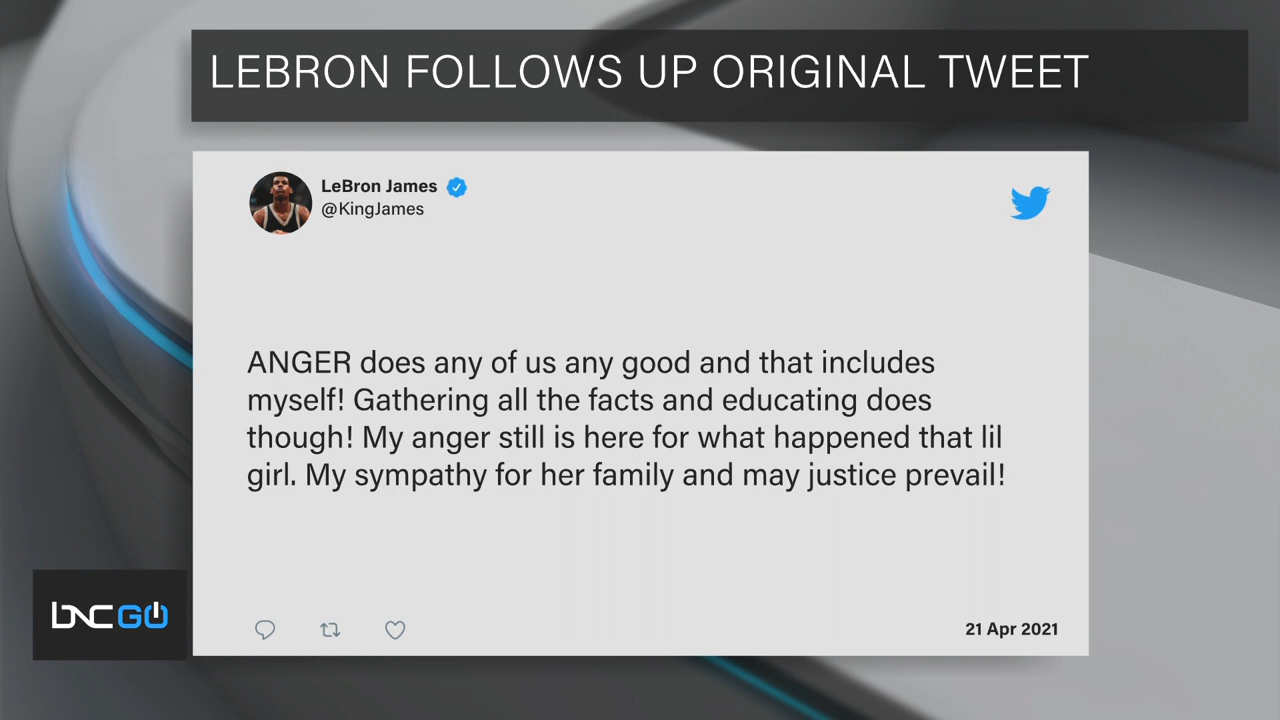 LEBRON FOLLOWS UP ORIGINAL TWEET
LeBron James
@KingJames
ANGER does any of us any good and that includes
myself! Gathering all the facts and educating does
though! My anger still is here for what happened that lil
girl. My sympathy for her family and may justice prevail!
21 Apr 2021
bNC GO